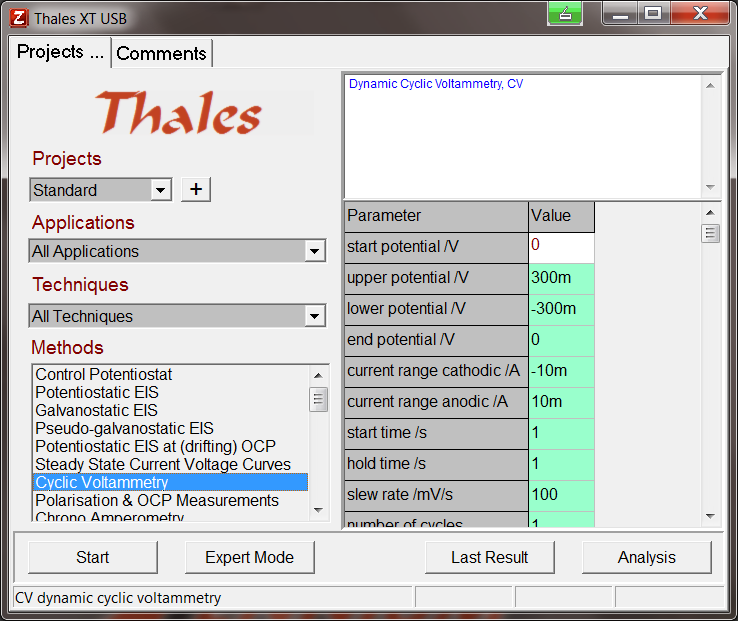 Z Thales XT USB
Projects ... Comments
Thales
Dynamic Cyclic Voltammetry, CV
Projects
Standard +
Applications
All Applications
Techniques
All Techniques
Methods
Control Potentiostat
Potentiostatic EIS
Galvanostatic EIS
Pseudo-galvanostatic EIS
Potentiostatic EIS at (drifting) OCP
Steady State Current Voltage Curves
Cyclic Voltammetry
Polarisation & OCP Measurements
Chrono Amperometry
Parameter Value
start potential /V 0
upper potential /V 300m
lower potential /V -300m
end potential /V 0
current range cathodic /A -10m
current range anodic /A 10m
start time /s 1
hold time /s 1
slew rate /mV/s 100
number of cycles 1
Start Expert Mode Last Result Analysis
CV dynamic cyclic voltammetry